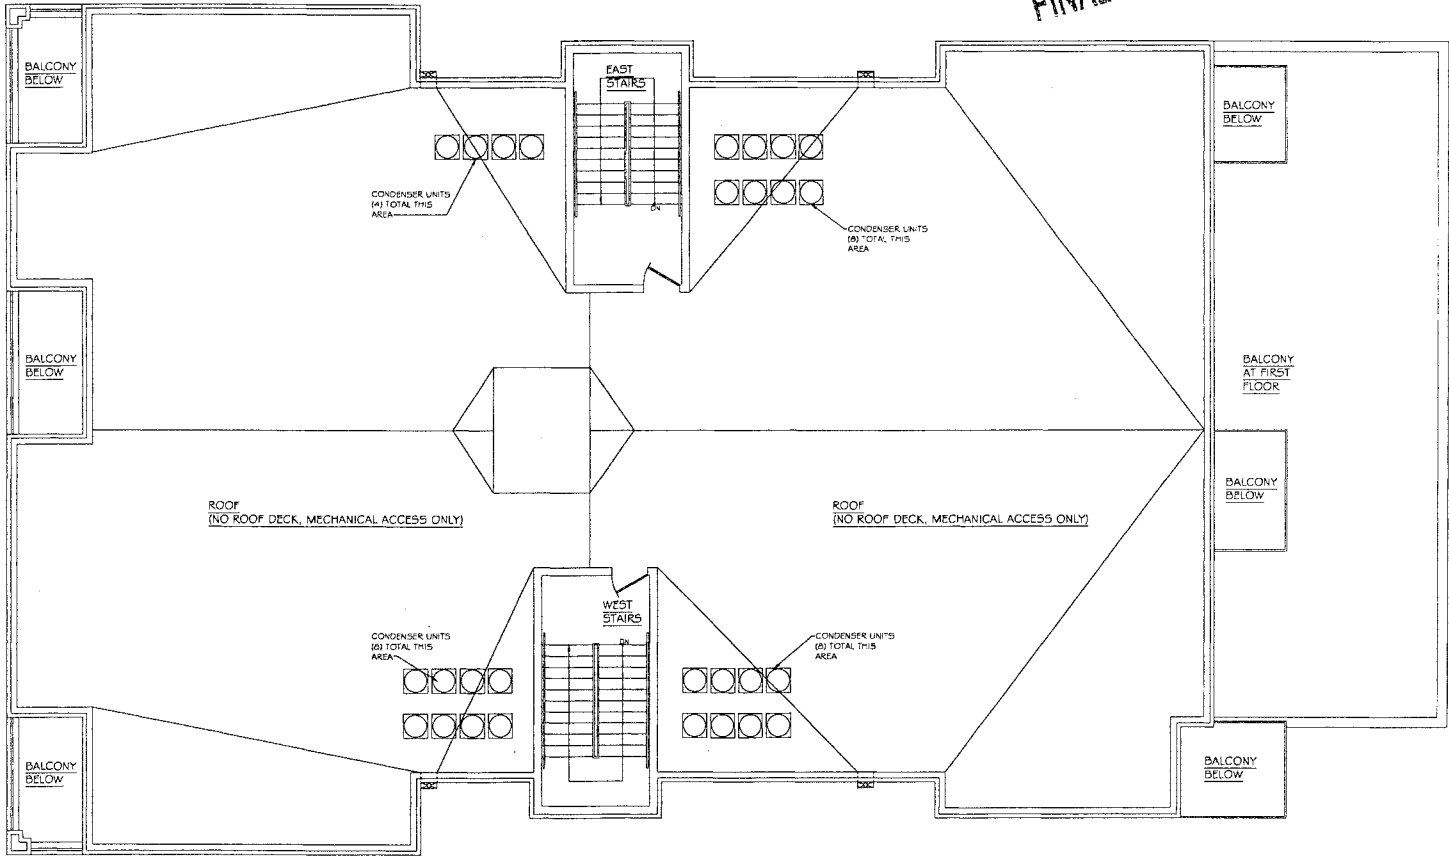 FINAL
BALCONY
BELOW
EAST
STAIRS
BALCONY
BELOW
CONDENSER UNITS
(4) TOTAL THIS
AREA
DN
CONDENSER UNITS
(8) TOTAL THIS
AREA
BALCONY
BELOW
BALCONY
AT FIRST
FLOOR
ROOF
(NO ROOF DECK, MECHANICAL ACCESS ONLY)
ROOF
(NO ROOF DECK, MECHANICAL ACCESS ONLY)
BALCONY
BELOW
WEST
STAIRS
CONDENSER UNITS
(8) TOTAL THIS
AREA
DN
CONDENSER UNITS
(8) TOTAL THIS
AREA
BALCONY
BELOW
BALCONY
BELOW